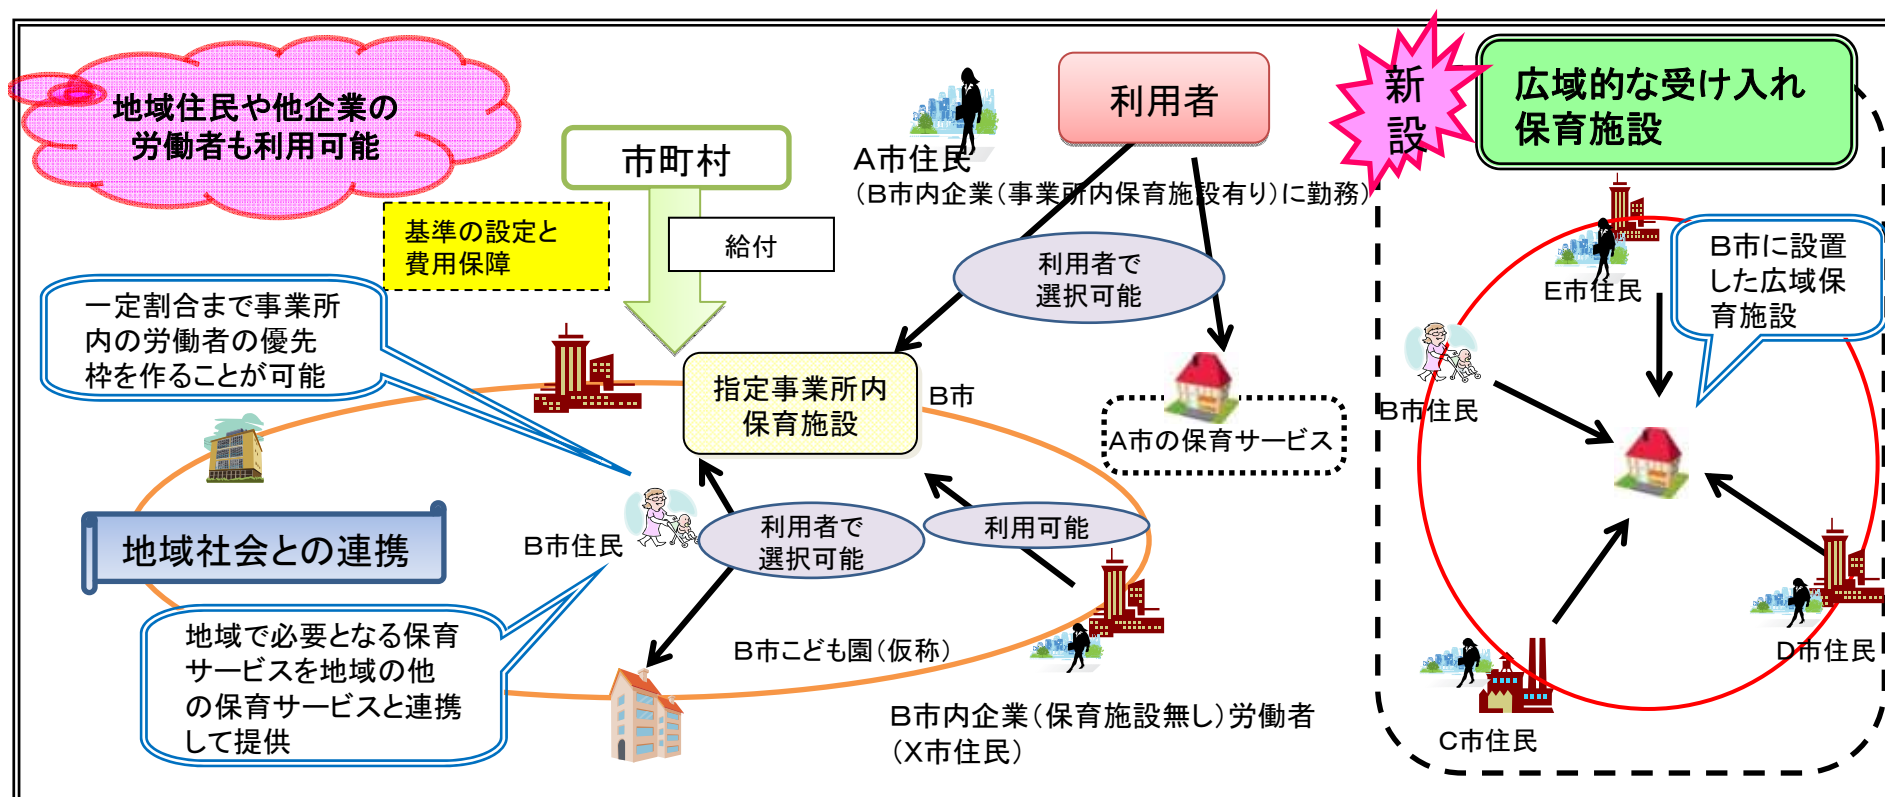 地域住民や他企業の
労働者も利用可能
市町村
基準の設定と
費用保障
給付
A市住民
(B市内企業(事業所内保育施設有り)に勤務)
利用者
利用者で
選択可能
一定割合まで事業所
内の労働者の優先
枠を作ることが可能
指定事業所内
保育施設
B市
A市の保育サービス
地域社会との連携
B市住民
利用者で
選択可能
利用可能
地域で必要となる保育
サービスを地域の他
の保育サービスと連携
して提供
B市こども園(仮称)
B市内企業(保育施設無し)労働者
(X市住民)
新
設
広域的な受け入れ
保育施設
B市に設置
した広域保
育施設
E市住民
B市住民
D市住民
C市住民